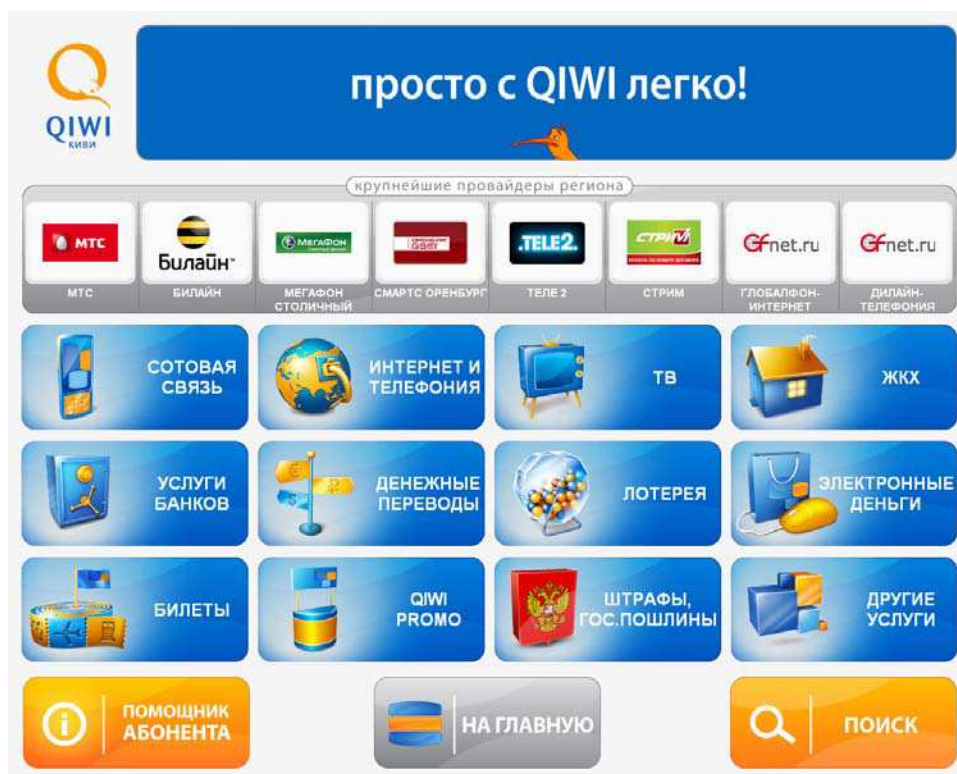 просто с QIWI легко!
QIWI
КИВИ
крупнейшие провайдеры региона
МТС
Билайн
МЕГАФОН
.TELE2.
СТРИМ
GFnet.ru
GFnet.ru
МТС
БИЛАЙН
МЕГАФОН
СТОЛИЧНЫЙ
СМАРТС ОРЕНБУРГ
ТЕЛЕ 2
СТРИМ
ГЛОБАЛФОН-
ИНТЕРНЕТ
ДИЛАЙН-
ТЕЛЕФОНИЯ
СОТОВАЯ
СВЯЗЬ
ИНТЕРНЕТ И
ТЕЛЕФОНИЯ
ТВ
ЖКХ
УСЛУГИ
БАНКОВ
ДЕНЕЖНЫЕ
ПЕРЕВОДЫ
ЛОТЕРЕЯ
ЭЛЕКТРОННЫЕ
ДЕНЬГИ
БИЛЕТЫ
QIWI
PROMO
ШТРАФЫ,
ГОС.ПОШЛИНЫ
ДРУГИЕ
УСЛУГИ
ПОМОЩНИК
АБОНЕНТА
НА ГЛАВНУЮ
ПОИСК